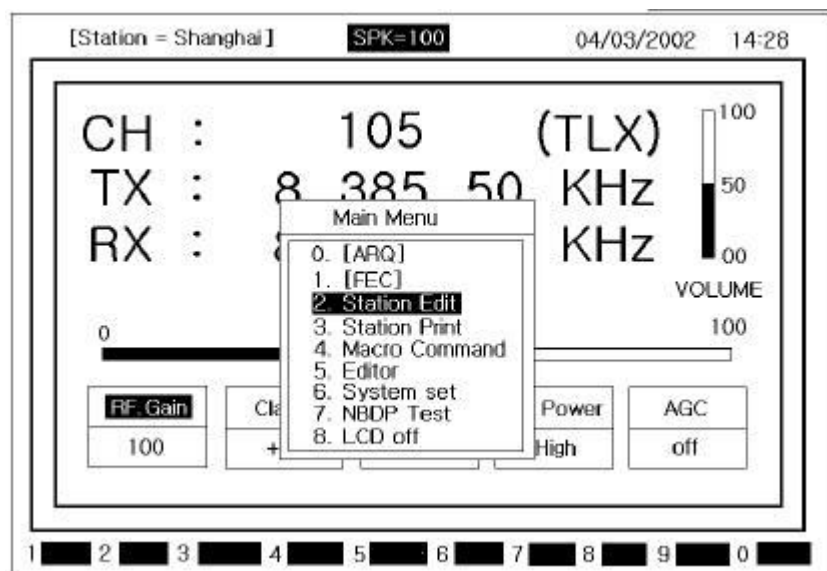 [Station = Shanghai] SPK=100 04/03/2002 14:28
CH : 105 (TLX) 100
TX : 8 385 50 KHz 50
Main Menu
RX : KHz 00
0. [ARQ]
1. [FEC]
VOLUME
2. Station Edit
0 3. Station Print 100
4. Macro Command
5. Editor
6. System set
RF. Gain Power AGC
7. NBDP Test
100 High off
8. LCD off
1 2 3 4 5 6 7 8 9 0